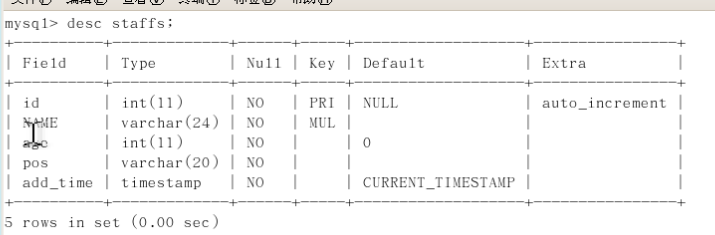 mysql> desc staffs;
+----------+-------------+------+-----+-------------------+----------------+
| Field | Type | Null | Key | Default | Extra |
+----------+-------------+------+-----+-------------------+----------------+
| id | int(11) | NO | PRI | NULL | auto_increment |
| NAME | varchar(24) | NO | MUL | | |
| age | int(11) | NO | | 0 | |
| pos | varchar(20) | NO | | | |
| add_time | timestamp | NO | | CURRENT_TIMESTAMP | |
+----------+-------------+------+-----+-------------------+----------------+
5 rows in set (0.00 sec)